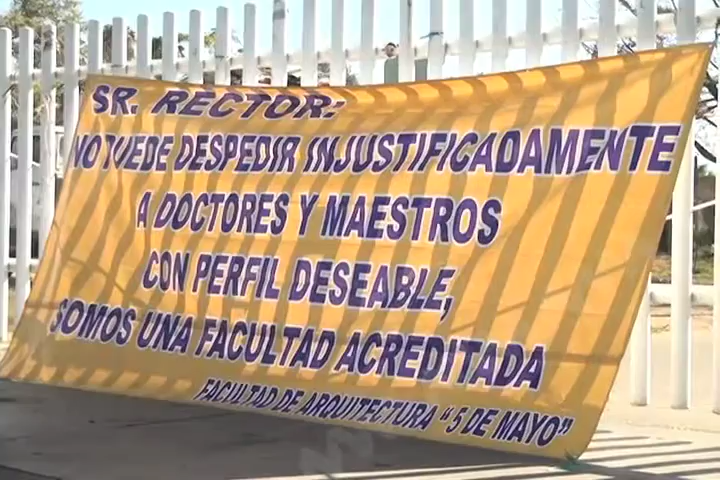 SR. RECTOR:
NO PUEDE DESPEDIR INJUSTIFICADAMENTE
A DOCTORES Y MAESTROS
CON PERFIL DESEABLE,
SOMOS UNA FACULTAD ACREDITADA
FACULTAD DE ARQUITECTURA "5 DE MAYO"